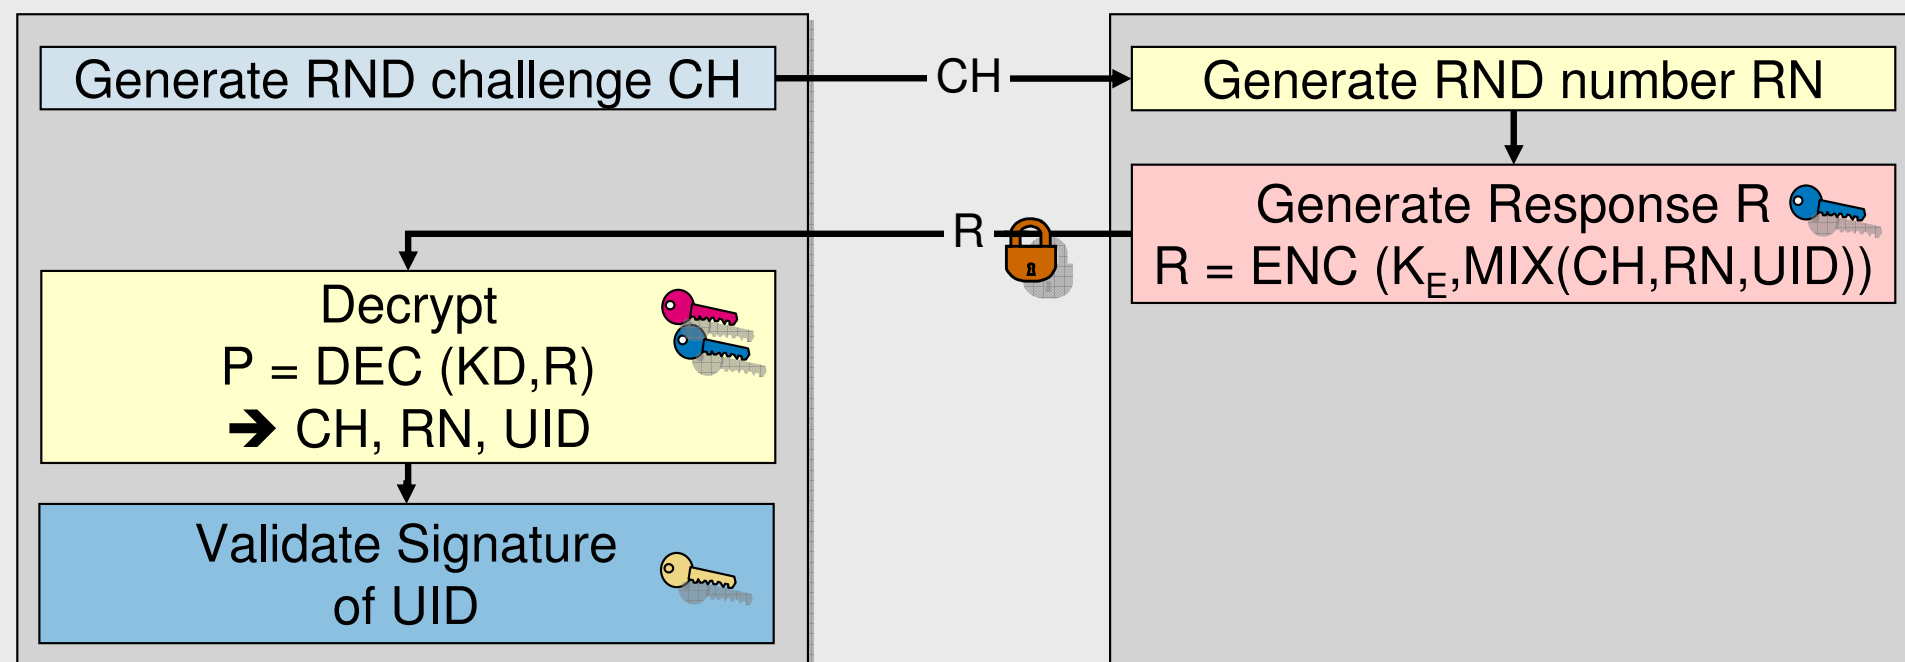 Generate RND challenge CH
CH
Generate RND number RN
Generate Response R
R = ENC (KE,MIX(CH,RN,UID))
R
Decrypt
P = DEC (KD,R)
➔ CH, RN, UID
Validate Signature
of UID